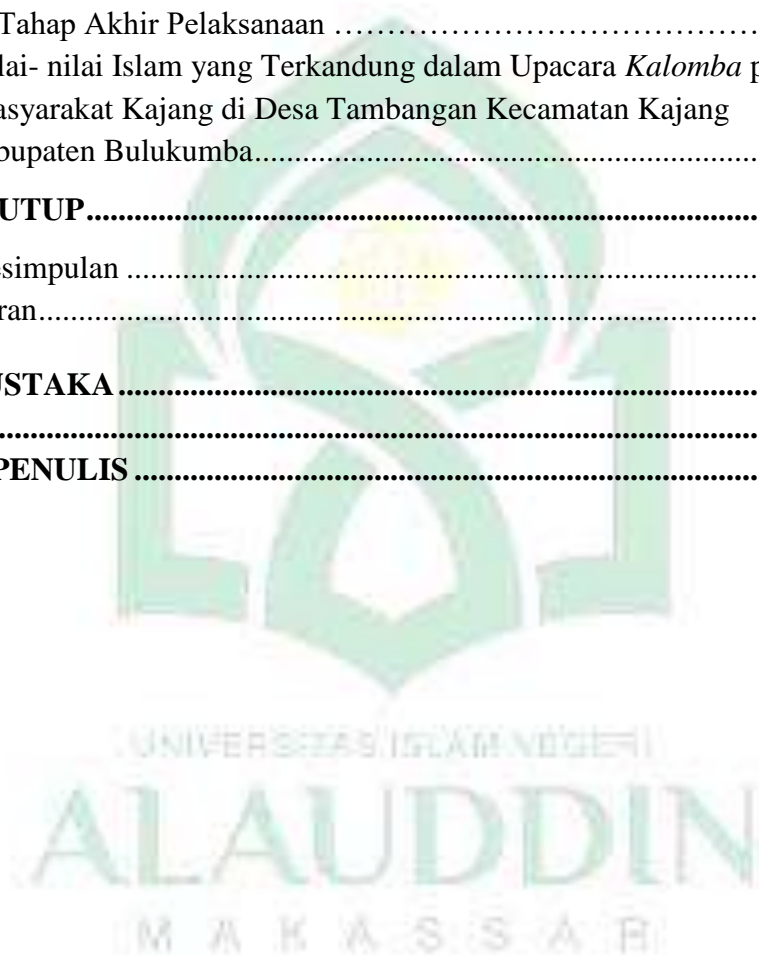 Tahap Akhir Pelaksanaan ……………………………………
lai- nilai Islam yang Terkandung dalam Upacara Kalomba p
asyarakat Kajang di Desa Tambangan Kecamatan Kajang
bupaten Bulukumba.................................................................
UTUP.....................................................................................
esimpulan ................................................................................
ran...........................................................................................
USTAKA .................................................................................
................................................................................................
PENULIS ...............................................................................
UNIVERSITAS ISLAM NEGERI
ALAUDDIN
M A K A S S A R